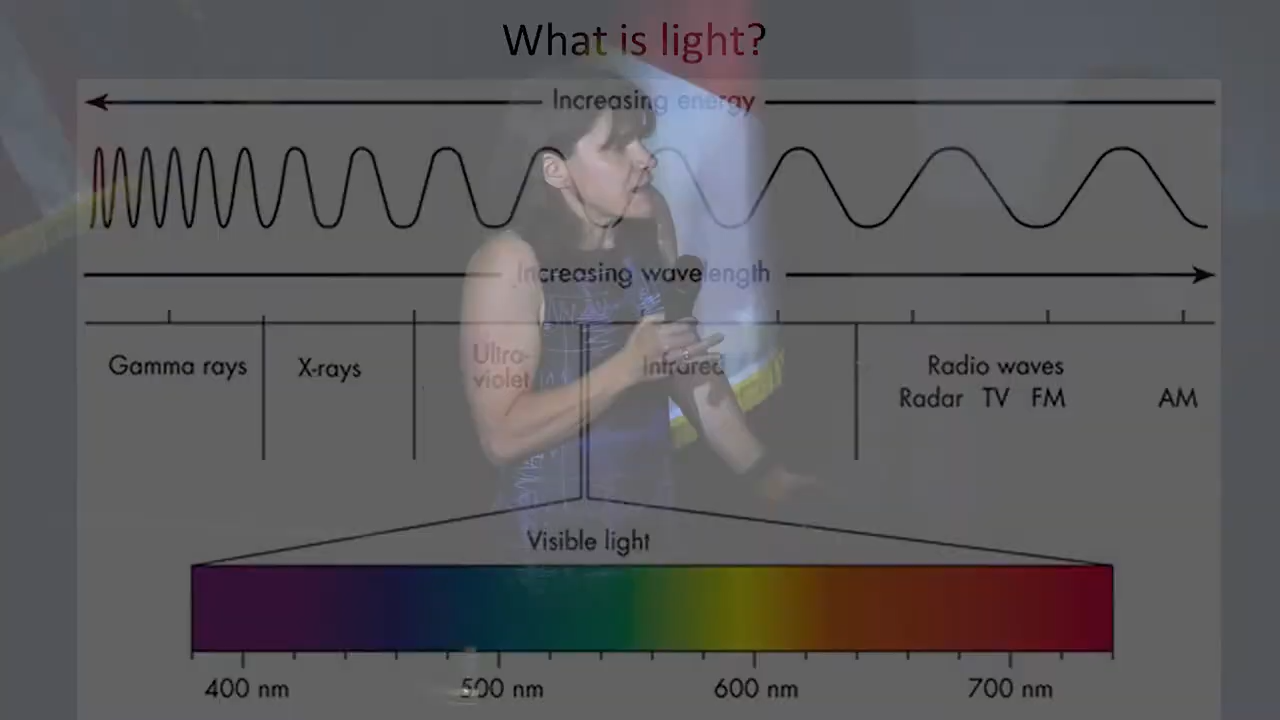 What is light?
Increasing energy
Increasing wavelength
Gamma rays
X-rays
Ultra-
violet
Infrared
Radio waves
Radar TV FM
AM
Visible light
400 nm 500 nm 600 nm 700 nm